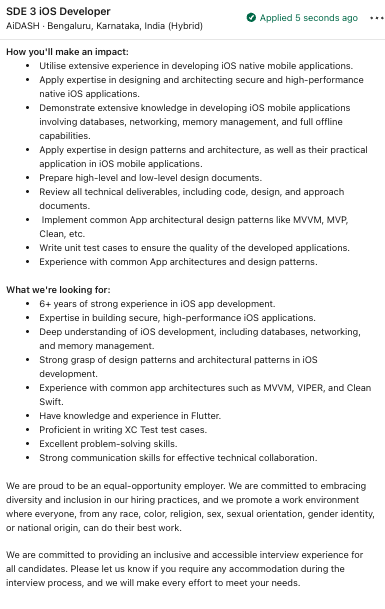 SDE 3 iOS Developer
AiDASH · Bengaluru, Karnataka, India (Hybrid)
Applied 5 seconds ago
How you'll make an impact:
• Utilise extensive experience in developing iOS native mobile applications.
• Apply expertise in designing and architecting secure and high-performance
native iOS applications.
• Demonstrate extensive knowledge in developing iOS mobile applications
involving databases, networking, memory management, and full offline
capabilities.
• Apply expertise in design patterns and architecture, as well as their practical
application in iOS mobile applications.
• Prepare high-level and low-level design documents.
• Review all technical deliverables, including code, design, and approach
documents.
• Implement common App architectural design patterns like MVVM, MVP,
Clean, etc.
• Write unit test cases to ensure the quality of the developed applications.
• Experience with common App architectures and design patterns.
What we're looking for:
• 6+ years of strong experience in iOS app development.
• Expertise in building secure, high-performance iOS applications.
• Deep understanding of iOS development, including databases, networking,
and memory management.
• Strong grasp of design patterns and architectural patterns in iOS
development.
• Experience with common app architectures such as MVVM, VIPER, and Clean
Swift.
• Have knowledge and experience in Flutter.
• Proficient in writing XC Test test cases.
• Excellent problem-solving skills.
• Strong communication skills for effective technical collaboration.
We are proud to be an equal-opportunity employer. We are committed to embracing
diversity and inclusion in our hiring practices, and we promote a work environment
where everyone, from any race, color, religion, sex, sexual orientation, gender identity,
or national origin, can do their best work.
We are committed to providing an inclusive and accessible interview experience for
all candidates. Please let us know if you require any accommodation during the
interview process, and we will make every effort to meet your needs.